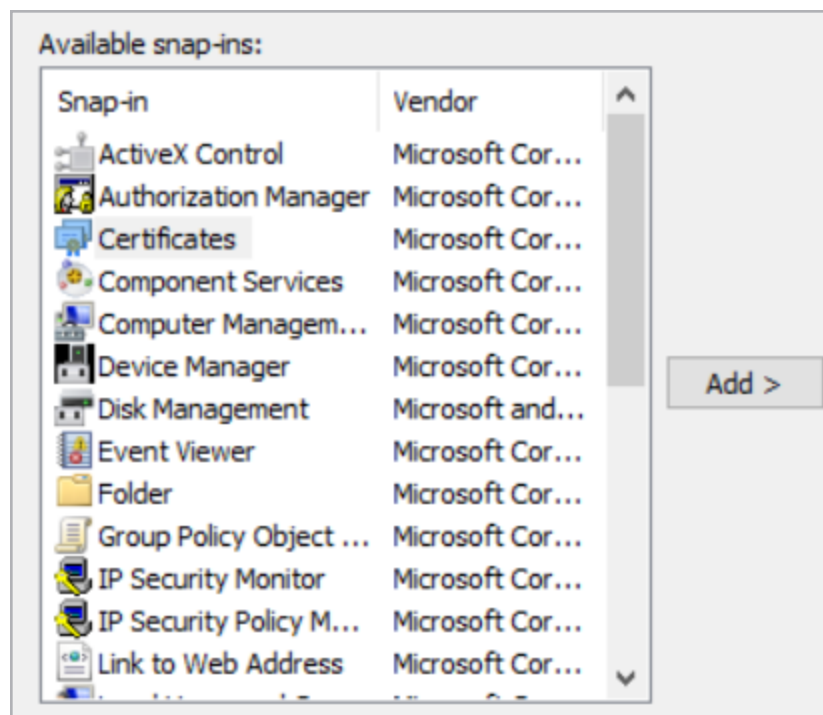 Available snap-ins:
Snap-in Vendor
ActiveX Control Microsoft Cor...
Authorization Manager Microsoft Cor...
Certificates Microsoft Cor...
Component Services Microsoft Cor...
Computer Managem... Microsoft Cor...
Device Manager Microsoft Cor...
Add >
Disk Management Microsoft and...
Event Viewer Microsoft Cor...
Folder Microsoft Cor...
Group Policy Object ... Microsoft Cor...
IP Security Monitor Microsoft Cor...
IP Security Policy M... Microsoft Cor...
Link to Web Address Microsoft Cor...